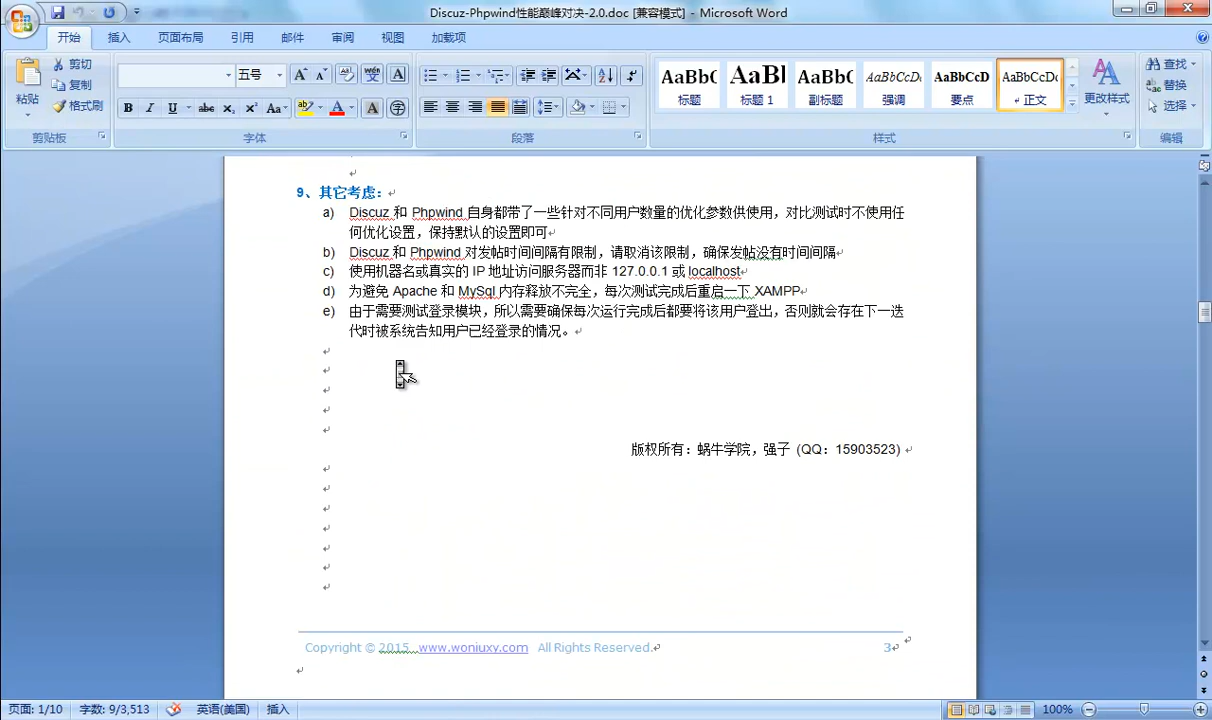 Discuz-Phpwind性能巅峰对决-2.0.doc [兼容模式] - Microsoft Word
开始 插入 页面布局 引用 邮件 审阅 视图 加载项
粘贴 剪切 复制 格式刷 剪贴板
五号 字体
段落
AaBbC AaBl AaBbC AaBbCcD AaBbCcD AaBbCcD
标题 标题 1 副标题 强调 要点 正文 更改样式
样式
查找 替换 选择 编辑
9、其它考虑：
a) Discuz 和 Phpwind 自身都带了一些针对不同用户数量的优化参数供使用，对比测试时不使用任
何优化设置，保持默认的设置即可
b) Discuz 和 Phpwind 对发帖时间间隔有限制，请取消该限制，确保发帖没有时间间隔
c) 使用机器名或真实的 IP 地址访问服务器而非 127.0.0.1 或 localhost
d) 为避免 Apache 和 MySql 内存释放不完全，每次测试完成后重启一下 XAMPP
e) 由于需要测试登录模块，所以需要确保每次运行完成后都要将该用户登出，否则就会存在下一迭
代时被系统告知用户已经登录的情况。
版权所有：蜗牛学院，强子 (QQ：15903523)
Copyright © 2015 www.woniuxy.com All Rights Reserved. 3
页面: 1/10 字数: 9/3,513 英语(美国) 插入 100%